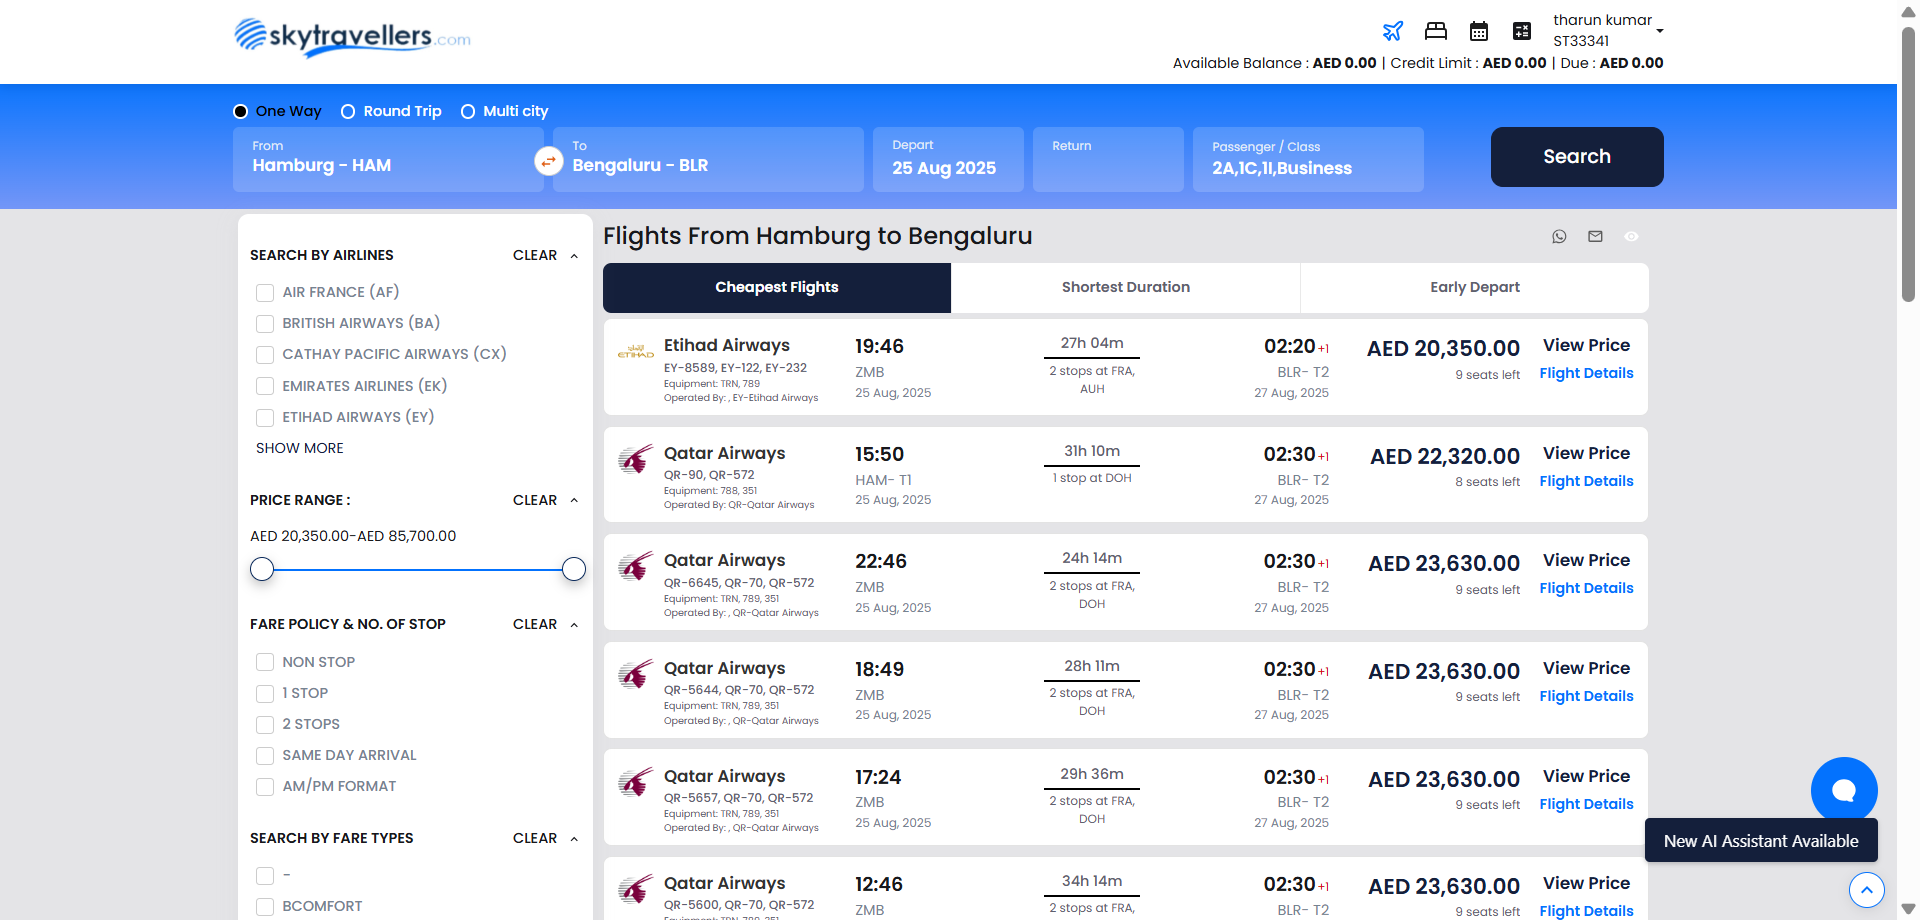 skytravellers.com
tharun kumar
ST33341
Available Balance : AED 0.00 | Credit Limit : AED 0.00 | Due : AED 0.00
One Way Round Trip Multi city
From
Hamburg - HAM
To
Bengaluru - BLR
Depart
25 Aug 2025
Return
Passenger / Class
2A,1C,1I,Business
Search
SEARCH BY AIRLINES CLEAR
AIR FRANCE (AF)
BRITISH AIRWAYS (BA)
CATHAY PACIFIC AIRWAYS (CX)
EMIRATES AIRLINES (EK)
ETIHAD AIRWAYS (EY)
SHOW MORE
PRICE RANGE : CLEAR
AED 20,350.00-AED 85,700.00
FARE POLICY & NO. OF STOP CLEAR
NON STOP
1 STOP
2 STOPS
SAME DAY ARRIVAL
AM/PM FORMAT
SEARCH BY FARE TYPES CLEAR
-
BCOMFORT
Flights From Hamburg to Bengaluru
Cheapest Flights Shortest Duration Early Depart
ETIHAD
Etihad Airways
EY-8589, EY-122, EY-232
Equipment: TRN, 789
Operated By: , EY-Etihad Airways
19:46
ZMB
25 Aug, 2025
27h 04m
2 stops at FRA,
AUH
02:20 +1
BLR- T2
27 Aug, 2025
AED 20,350.00
9 seats left
View Price
Flight Details
Qatar Airways
QR-90, QR-572
Equipment: 788, 351
Operated By: QR-Qatar Airways
15:50
HAM- T1
25 Aug, 2025
31h 10m
1 stop at DOH
02:30 +1
BLR- T2
27 Aug, 2025
AED 22,320.00
8 seats left
View Price
Flight Details
Qatar Airways
QR-6645, QR-70, QR-572
Equipment: TRN, 789, 351
Operated By: , QR-Qatar Airways
22:46
ZMB
25 Aug, 2025
24h 14m
2 stops at FRA,
DOH
02:30 +1
BLR- T2
27 Aug, 2025
AED 23,630.00
9 seats left
View Price
Flight Details
Qatar Airways
QR-5644, QR-70, QR-572
Equipment: TRN, 789, 351
Operated By: , QR-Qatar Airways
18:49
ZMB
25 Aug, 2025
28h 11m
2 stops at FRA,
DOH
02:30 +1
BLR- T2
27 Aug, 2025
AED 23,630.00
9 seats left
View Price
Flight Details
Qatar Airways
QR-5657, QR-70, QR-572
Equipment: TRN, 789, 351
Operated By: , QR-Qatar Airways
17:24
ZMB
25 Aug, 2025
29h 36m
2 stops at FRA,
DOH
02:30 +1
BLR- T2
27 Aug, 2025
AED 23,630.00
9 seats left
View Price
Flight Details
Qatar Airways
QR-5600, QR-70, QR-572
Equipment: TRN, 789, 351
12:46
ZMB
34h 14m
2 stops at FRA,
02:30 +1
BLR- T2
AED 23,630.00
9 seats left
View Price
Flight Details
New AI Assistant Available